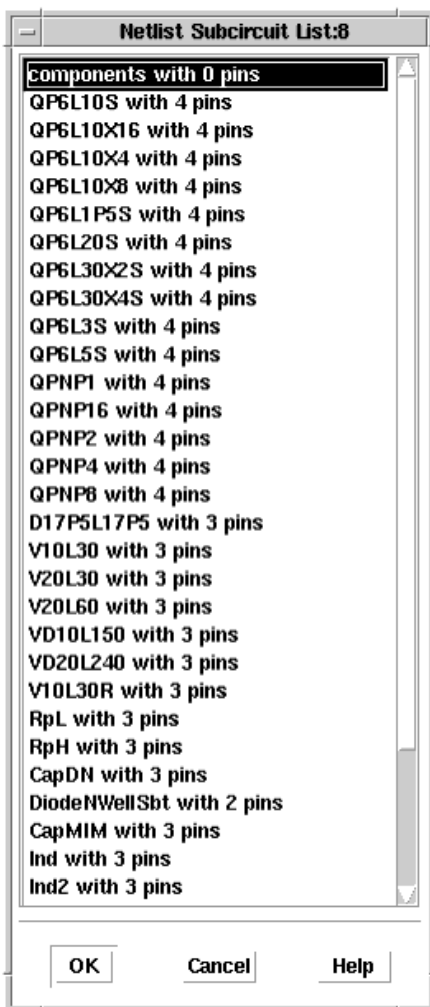 Netlist Subcircuit List:8
components with 0 pins
QP6L10S with 4 pins
QP6L10X16 with 4 pins
QP6L10X4 with 4 pins
QP6L10X8 with 4 pins
QP6L1P5S with 4 pins
QP6L20S with 4 pins
QP6L30X2S with 4 pins
QP6L30X4S with 4 pins
QP6L3S with 4 pins
QP6L5S with 4 pins
QPNP1 with 4 pins
QPNP16 with 4 pins
QPNP2 with 4 pins
QPNP4 with 4 pins
QPNP8 with 4 pins
D17P5L17P5 with 3 pins
V10L30 with 3 pins
V20L30 with 3 pins
V20L60 with 3 pins
VD10L150 with 3 pins
VD20L240 with 3 pins
V10L30R with 3 pins
RpL with 3 pins
RpH with 3 pins
CapDN with 3 pins
DiodeNWellSbt with 2 pins
CapMIM with 3 pins
Ind with 3 pins
Ind2 with 3 pins
OK Cancel Help